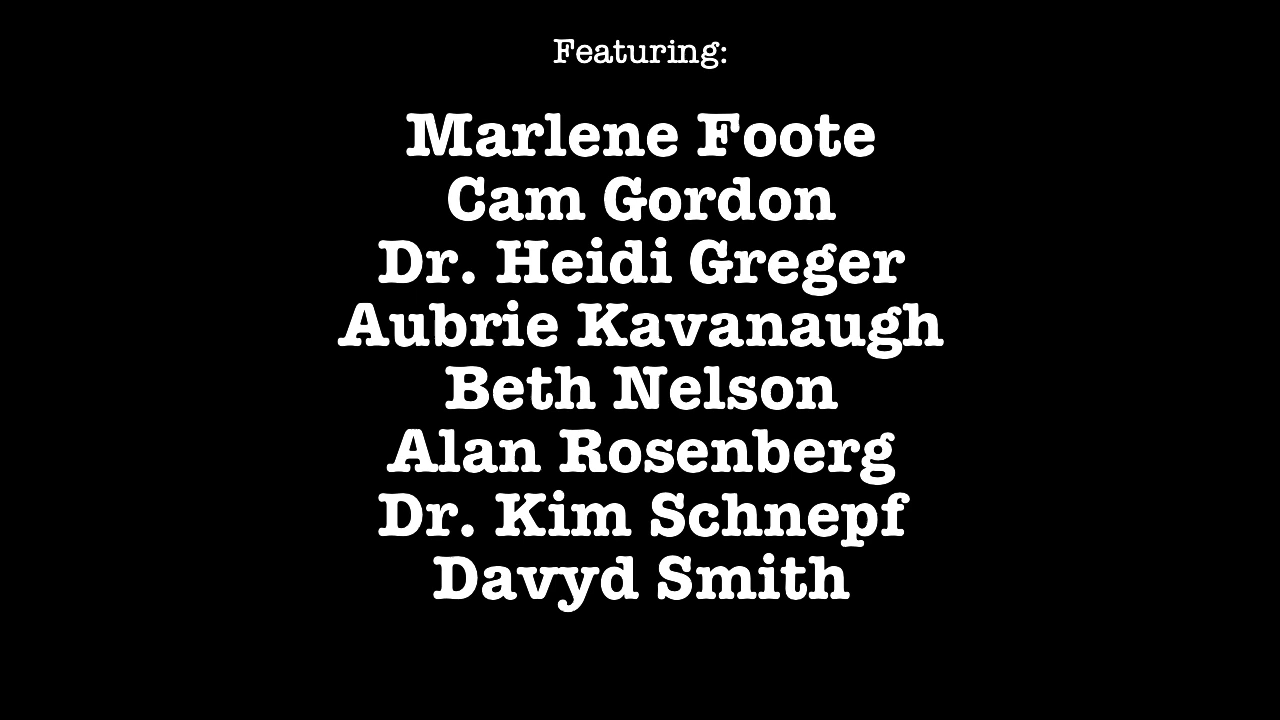 Featuring:
Marlene Foote
Cam Gordon
Dr. Heidi Greger
Aubrie Kavanaugh
Beth Nelson
Alan Rosenberg
Dr. Kim Schnepf
Davyd Smith